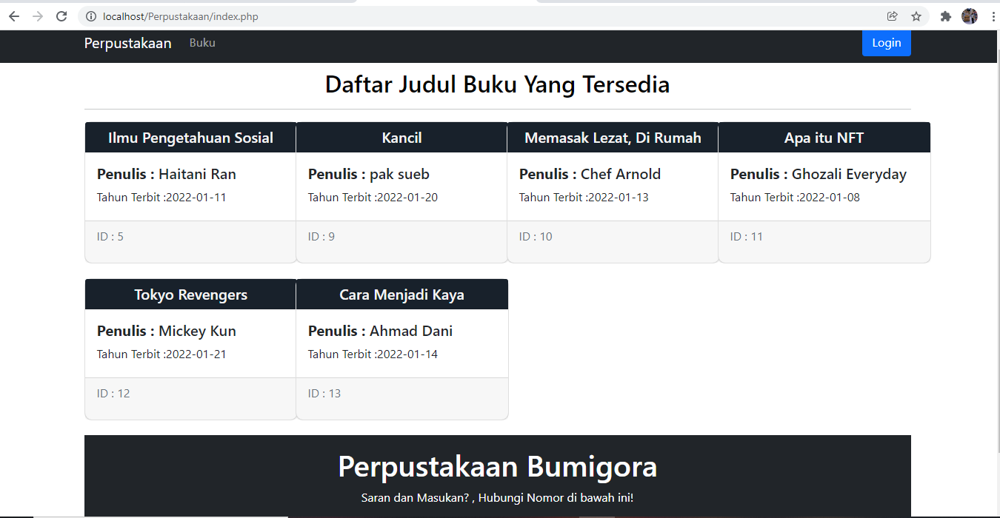 localhost/Perpustakaan/index.php
Perpustakaan Buku Login
Daftar Judul Buku Yang Tersedia
Ilmu Pengetahuan Sosial
Penulis : Haitani Ran
Tahun Terbit :2022-01-11
ID : 5
Kancil
Penulis : pak sueb
Tahun Terbit :2022-01-20
ID : 9
Memasak Lezat, Di Rumah
Penulis : Chef Arnold
Tahun Terbit :2022-01-13
ID : 10
Apa itu NFT
Penulis : Ghozali Everyday
Tahun Terbit :2022-01-08
ID : 11
Tokyo Revengers
Penulis : Mickey Kun
Tahun Terbit :2022-01-21
ID : 12
Cara Menjadi Kaya
Penulis : Ahmad Dani
Tahun Terbit :2022-01-14
ID : 13
Perpustakaan Bumigora
Saran dan Masukan? , Hubungi Nomor di bawah ini!